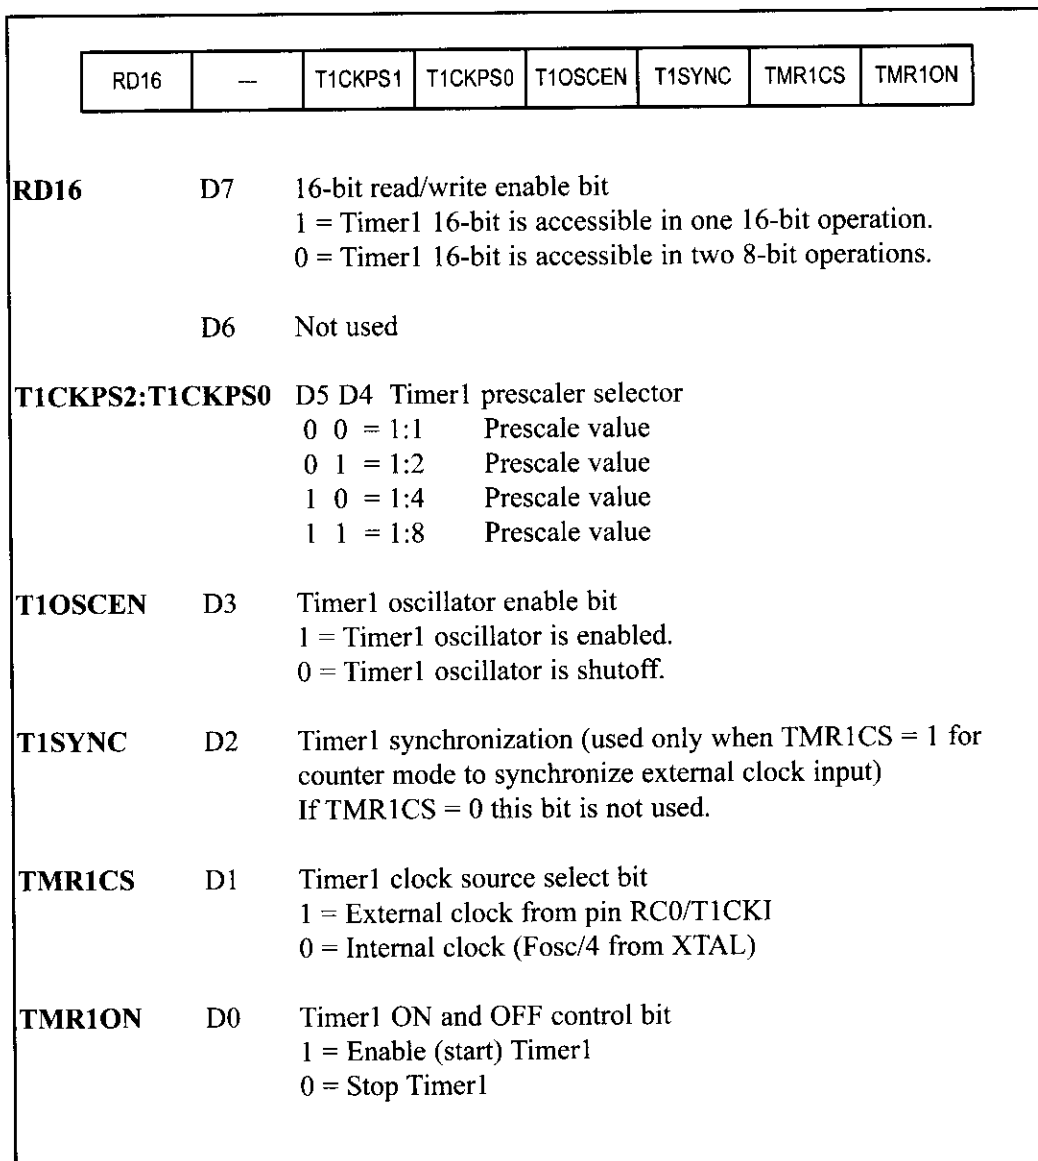 RD16 — T1CKPS1 T1CKPS0 T1OSCEN T1SYNC TMR1CS TMR1ON
RD16 D7 16-bit read/write enable bit
1 = Timer1 16-bit is accessible in one 16-bit operation.
0 = Timer1 16-bit is accessible in two 8-bit operations.
D6 Not used
T1CKPS2:T1CKPS0 D5 D4 Timer1 prescaler selector
0 0 = 1:1 Prescale value
0 1 = 1:2 Prescale value
1 0 = 1:4 Prescale value
1 1 = 1:8 Prescale value
T1OSCEN D3 Timer1 oscillator enable bit
1 = Timer1 oscillator is enabled.
0 = Timer1 oscillator is shutoff.
T1SYNC D2 Timer1 synchronization (used only when TMR1CS = 1 for
counter mode to synchronize external clock input)
If TMR1CS = 0 this bit is not used.
TMR1CS D1 Timer1 clock source select bit
1 = External clock from pin RC0/T1CKI
0 = Internal clock (Fosc/4 from XTAL)
TMR1ON D0 Timer1 ON and OFF control bit
1 = Enable (start) Timer1
0 = Stop Timer1